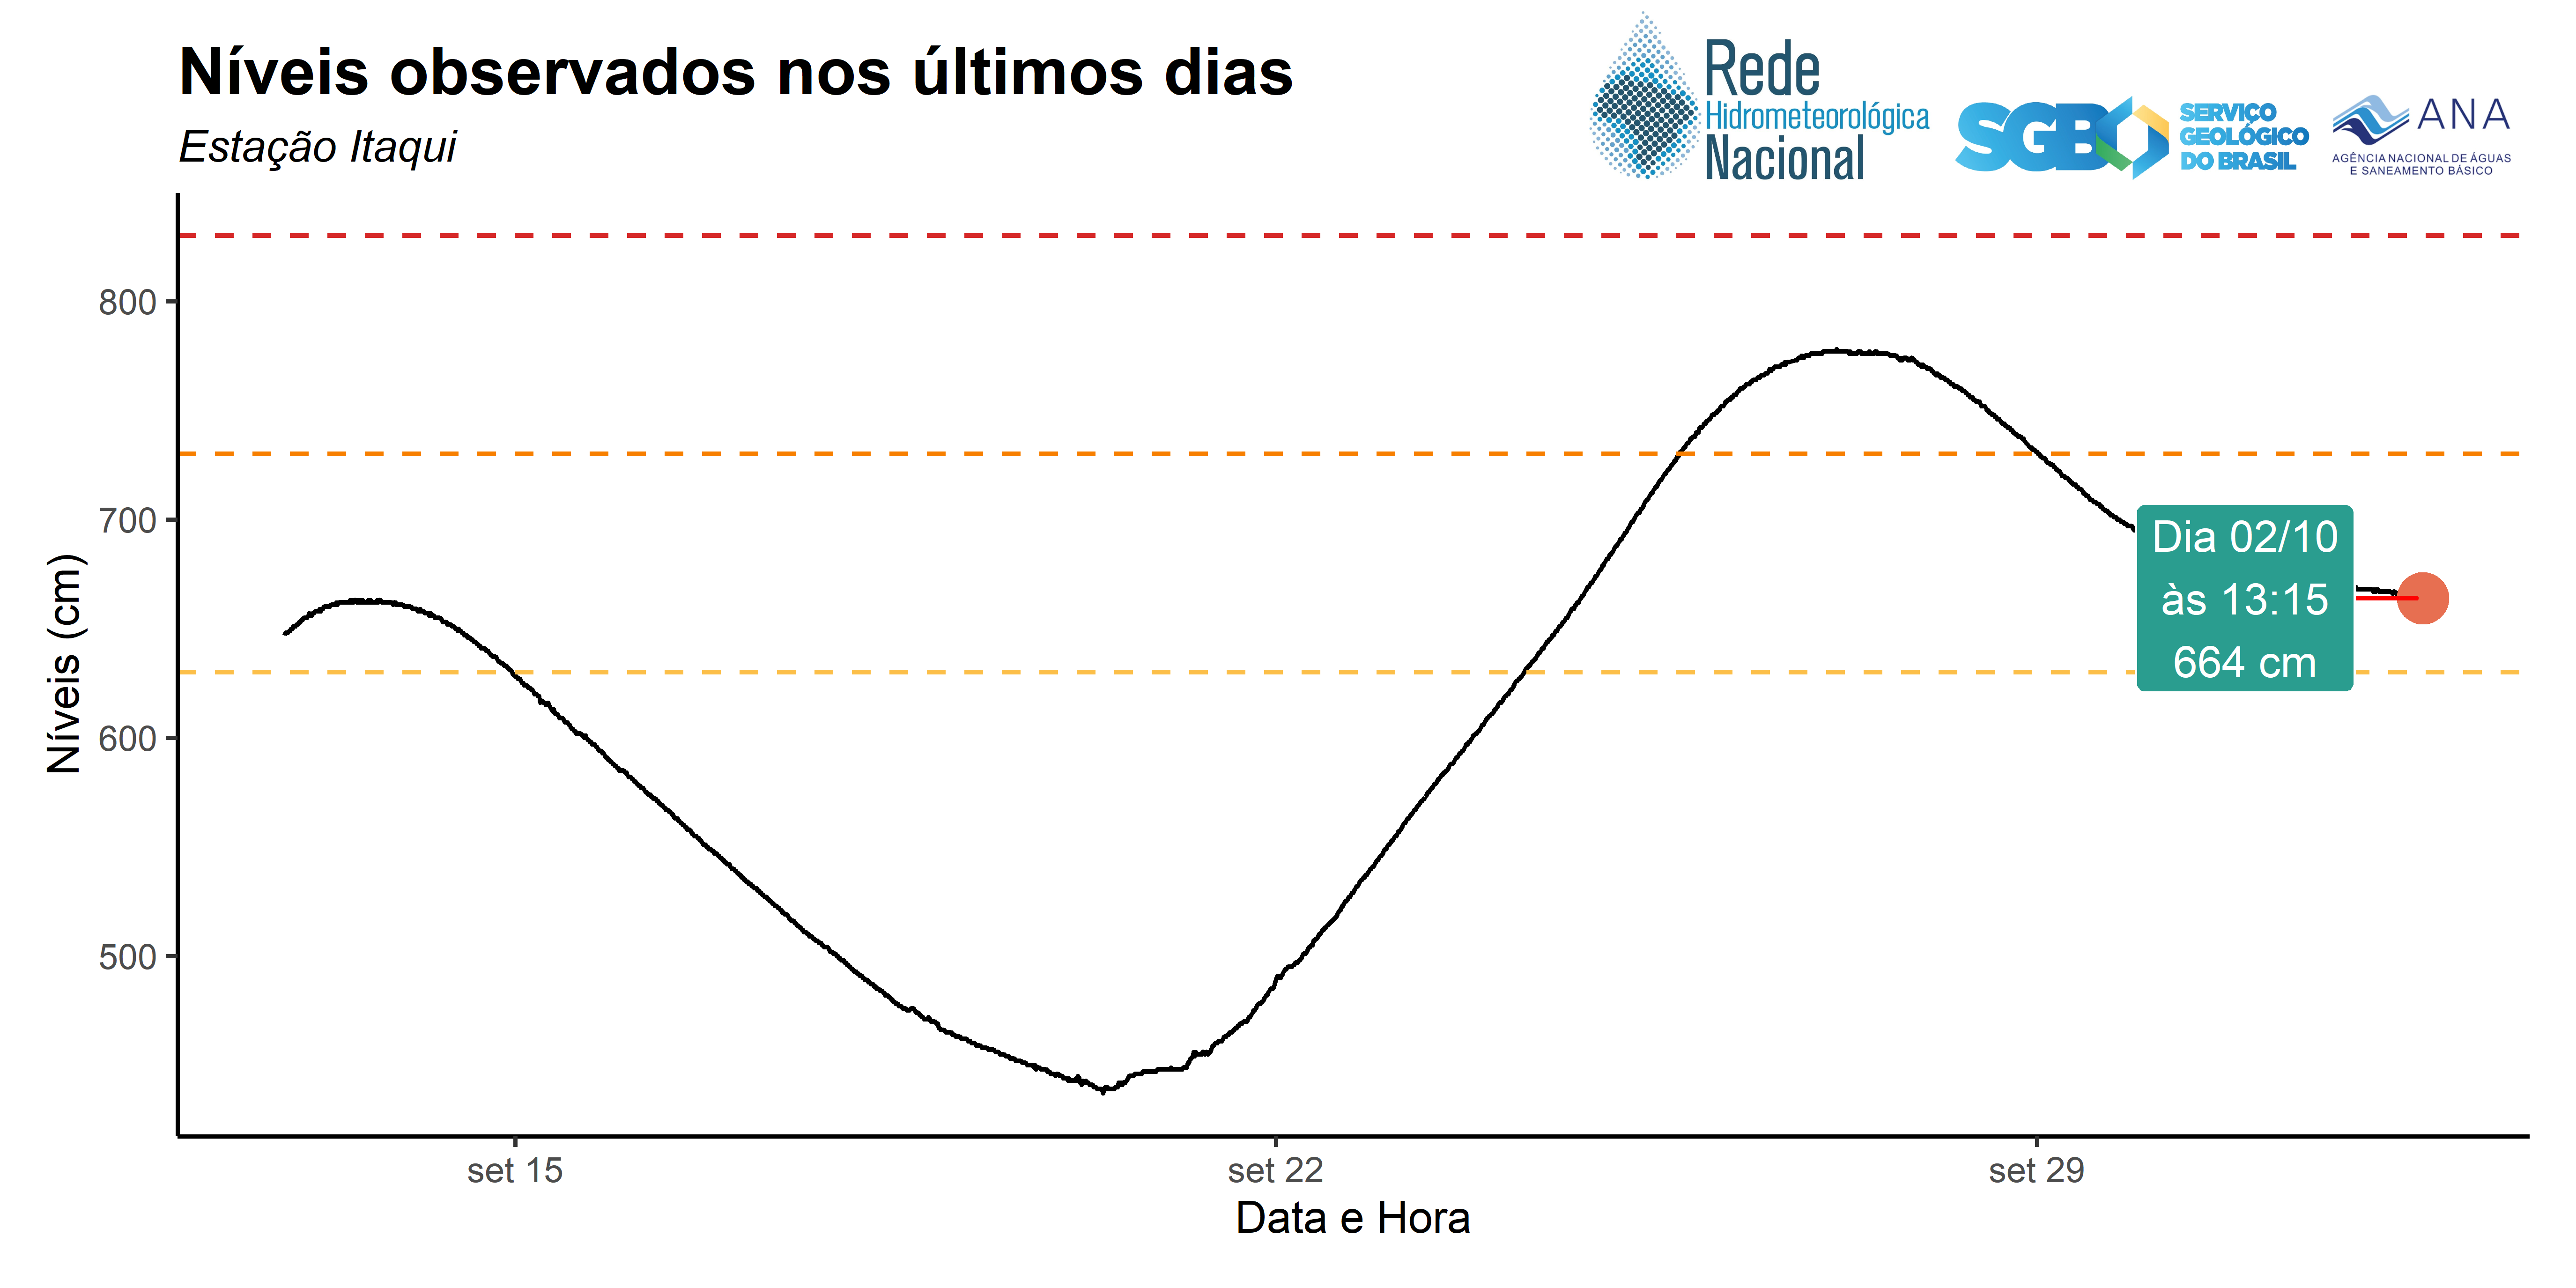 Níveis observados nos últimos dias
Estação Itaqui
Rede
Hidrometeorológica
Nacional
SGB
SERVIÇO
GEOLÓGICO
DO BRASIL
ANA
AGÊNCIA NACIONAL DE ÁGUAS
E SANEAMENTO BÁSICO
800
700
600
500
Níveis (cm)
Dia 02/10
às 13:15
664 cm
set 15
set 22
set 29
Data e Hora